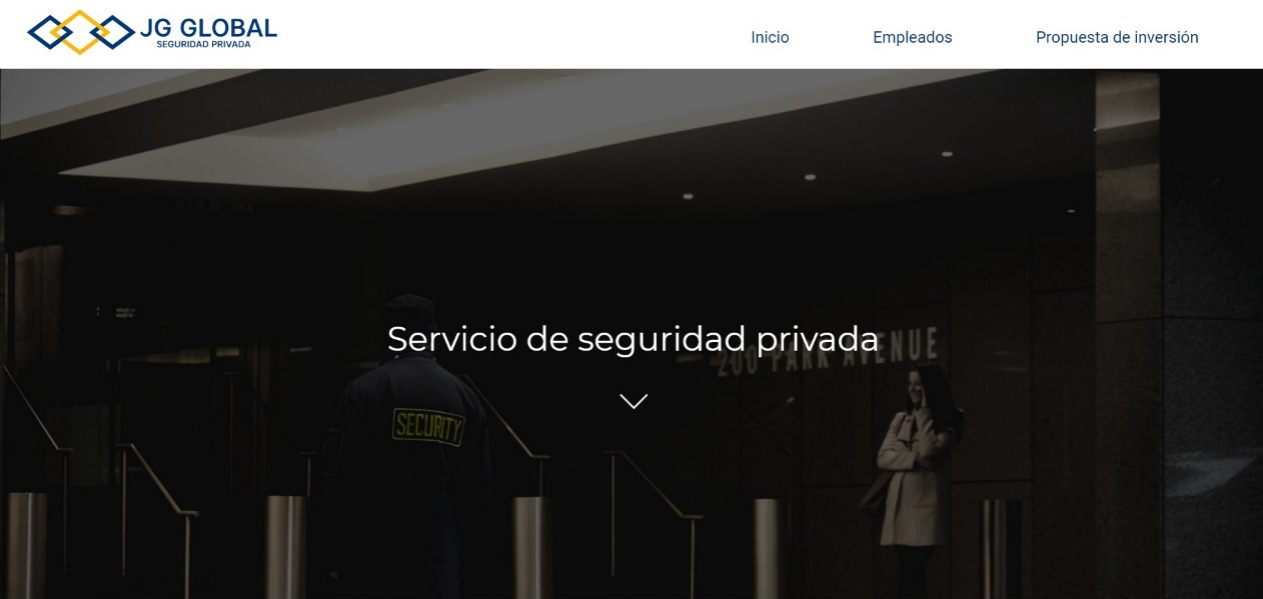 JG GLOBAL
SEGURIDAD PRIVADA
Inicio
Empleados
Propuesta de inversión
Servicio de seguridad privada
200 PARK AVENUE
SECURITY